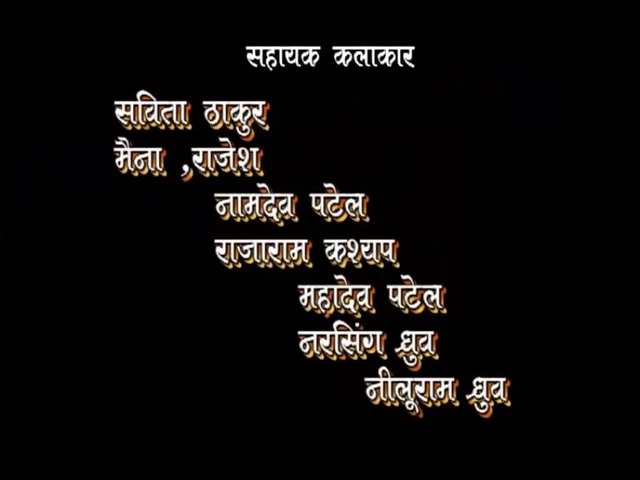 सहायक कलाकार
सविता ठाकुर
मैना ,राजेश
नामदेव पटेल
राजाराम कश्यप
महादेव पटेल
नरसिंग ध्रुव
नीलूराम ध्रुव